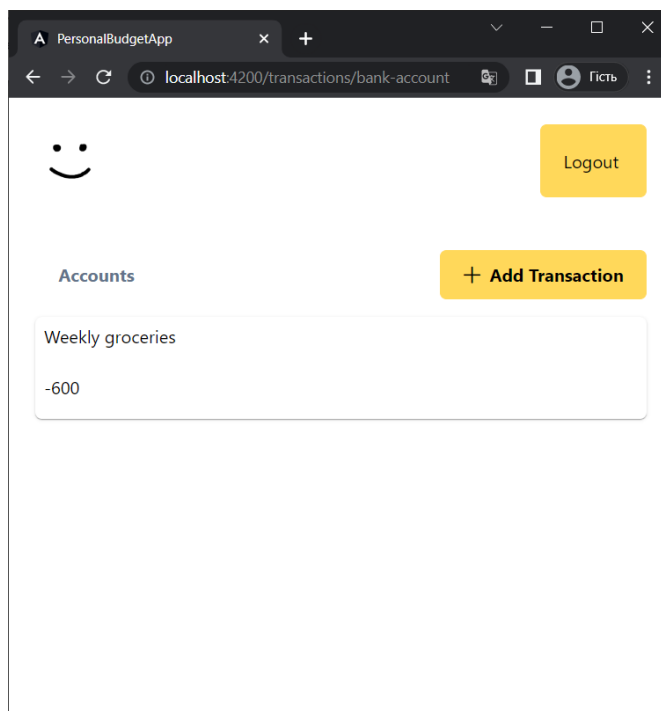 PersonalBudgetApp
localhost:4200/transactions/bank-account
Гість
Logout
Accounts
+ Add Transaction
Weekly groceries
-600